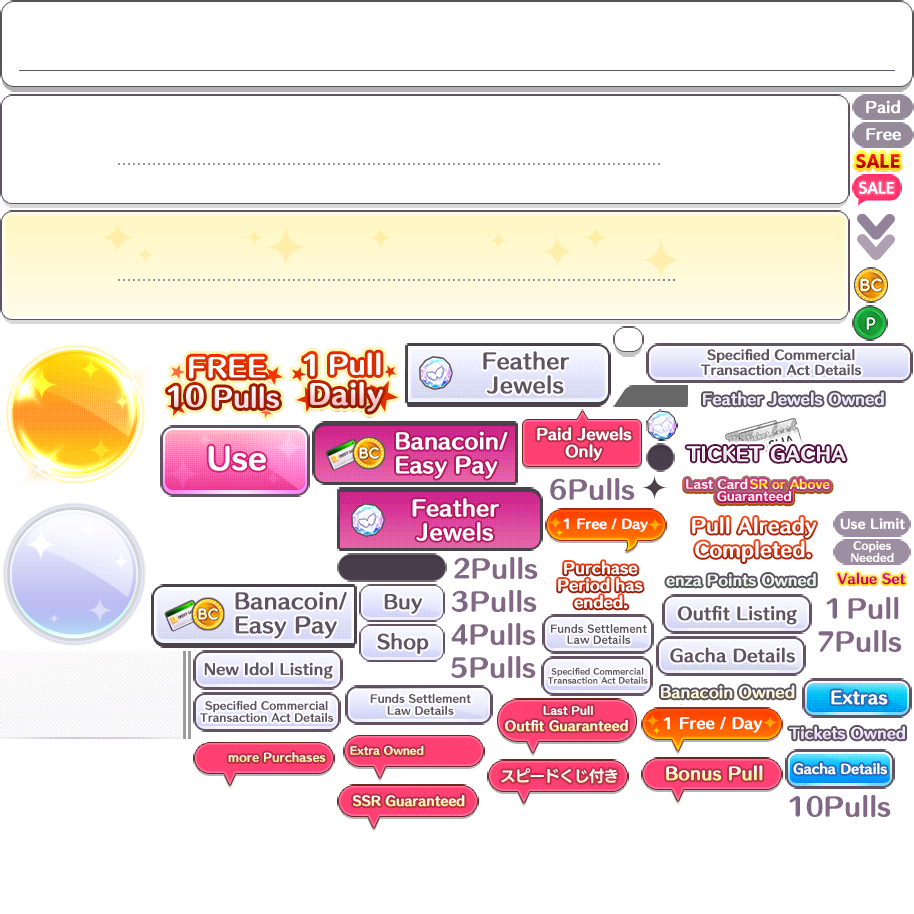 Paid
Free
SALE
SALE
BC
P
FREE
10 Pulls
1 Pull
Daily
Feather
Jewels
Specified Commercial
Transaction Act Details
Feather Jewels Owned
Use
BC
Banacoin/
Easy Pay
Paid Jewels
Only
TICKET GACHA
6Pulls
Last Card SR or Above
Guaranteed
Feather
Jewels
1 Free / Day
Pull Already
Completed.
Use Limit
Copies
Needed
2Pulls
Purchase
Period has
ended.
enza Points Owned
Value Set
BC
Banacoin/
Easy Pay
Buy
3Pulls
Outfit Listing
1 Pull
Shop
4Pulls
Funds Settlement
Law Details
Gacha Details
7Pulls
New Idol Listing
5Pulls
Specified Commercial
Transaction Act Details
Specified Commercial
Transaction Act Details
Funds Settlement
Law Details
Last Pull
Outfit Guaranteed
Banacoin Owned
Extras
1 Free / Day
Tickets Owned
more Purchases
Extra Owned
スピードくじ付き
Bonus Pull
Gacha Details
SSR Guaranteed
10Pulls